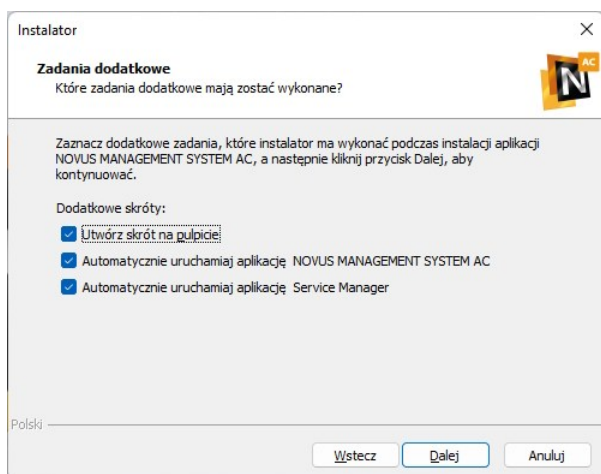 Instalator
Zadania dodatkowe
Które zadania dodatkowe mają zostać wykonane?
N AC
Zaznacz dodatkowe zadania, które instalator ma wykonać podczas instalacji aplikacji
NOVUS MANAGEMENT SYSTEM AC, a następnie kliknij przycisk Dalej, aby
kontynuować.
Dodatkowe skróty:
Utwórz skrót na pulpicie
Automatycznie uruchamiaj aplikację NOVUS MANAGEMENT SYSTEM AC
Automatycznie uruchamiaj aplikację Service Manager
Polski
Wstecz Dalej Anuluj